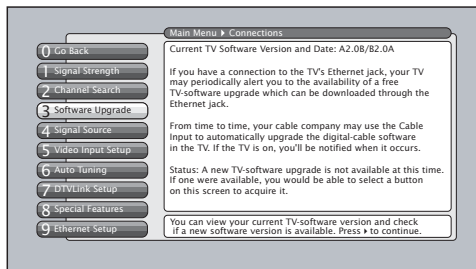 Main Menu ▸ Connections
0 Go Back
1 Signal Strength
2 Channel Search
3 Software Upgrade
4 Signal Source
5 Video Input Setup
6 Auto Tuning
7 DTVLink Setup
8 Special Features
9 Ethernet Setup
Current TV Software Version and Date: A2.0B/B2.0A
If you have a connection to the TV's Ethernet jack, your TV
may periodically alert you to the availability of a free
TV-software upgrade which can be downloaded through the
Ethernet jack.
From time to time, your cable company may use the Cable
Input to automatically upgrade the digital-cable software
in the TV. If the TV is on, you'll be notified when it occurs.
Status: A new TV-software upgrade is not available at this time.
If one were available, you would be able to select a button
on this screen to acquire it.
You can view your current TV-software version and check
if a new software version is available. Press ▸ to continue.